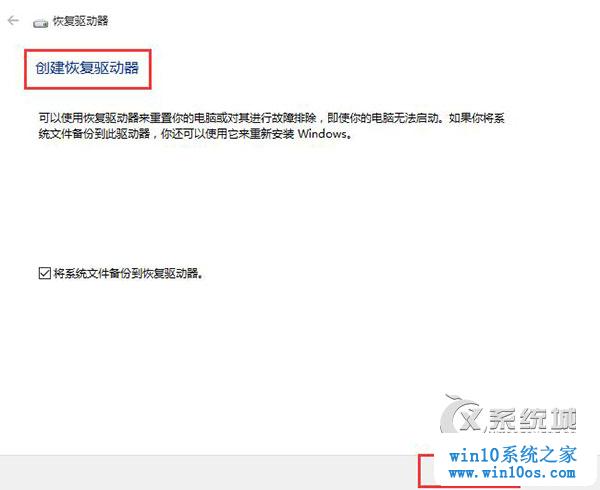 恢复驱动器
创建恢复驱动器
可以使用恢复驱动器来重置你的电脑或对其进行故障排除，即使你的电脑无法启动。如果你将系
统文件备份到此驱动器，你还可以使用它来重新安装 Windows。
将系统文件备份到恢复驱动器。
系统城
win10系统之家
www.win10os.com